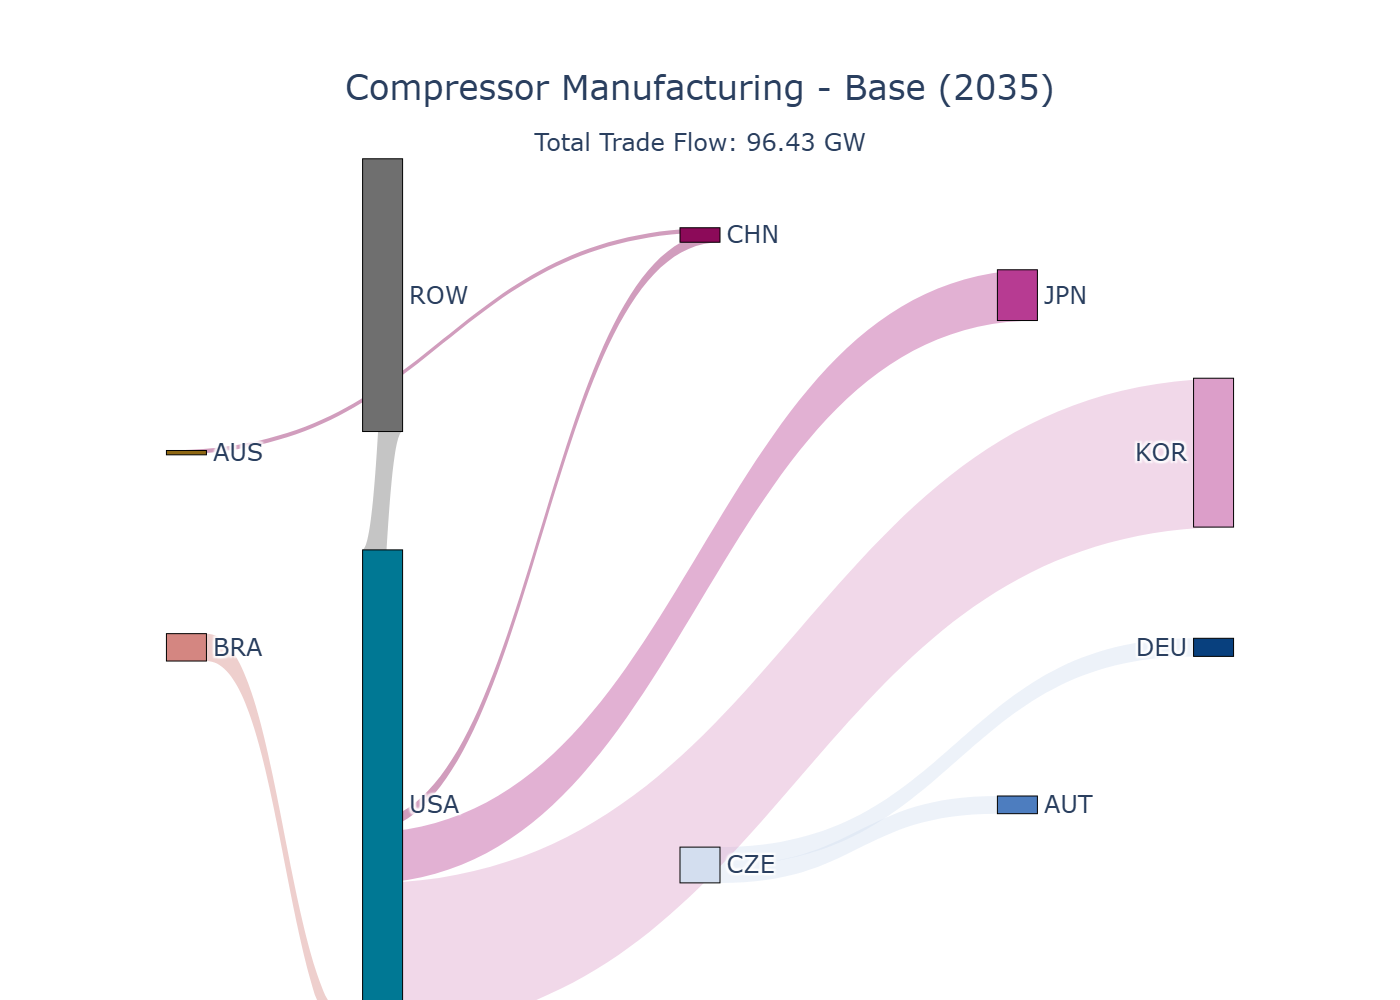 Compressor Manufacturing - Base (2035)
Total Trade Flow: 96.43 GW
CHN
ROW
JPN
AUS
KOR
BRA
DEU
USA
AUT
CZE